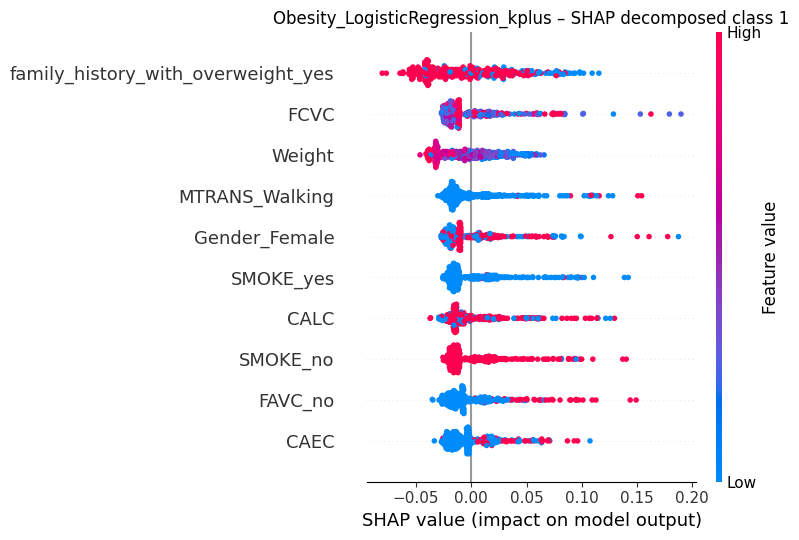 Obesity_LogisticRegression_kplus – SHAP decomposed class 1
High
family_history_with_overweight_yes
FCVC
Weight
MTRANS_Walking
Gender_Female
SMOKE_yes
CALC
SMOKE_no
FAVC_no
CAEC
Feature value
Low
−0.05 0.00 0.05 0.10 0.15 0.20
SHAP value (impact on model output)